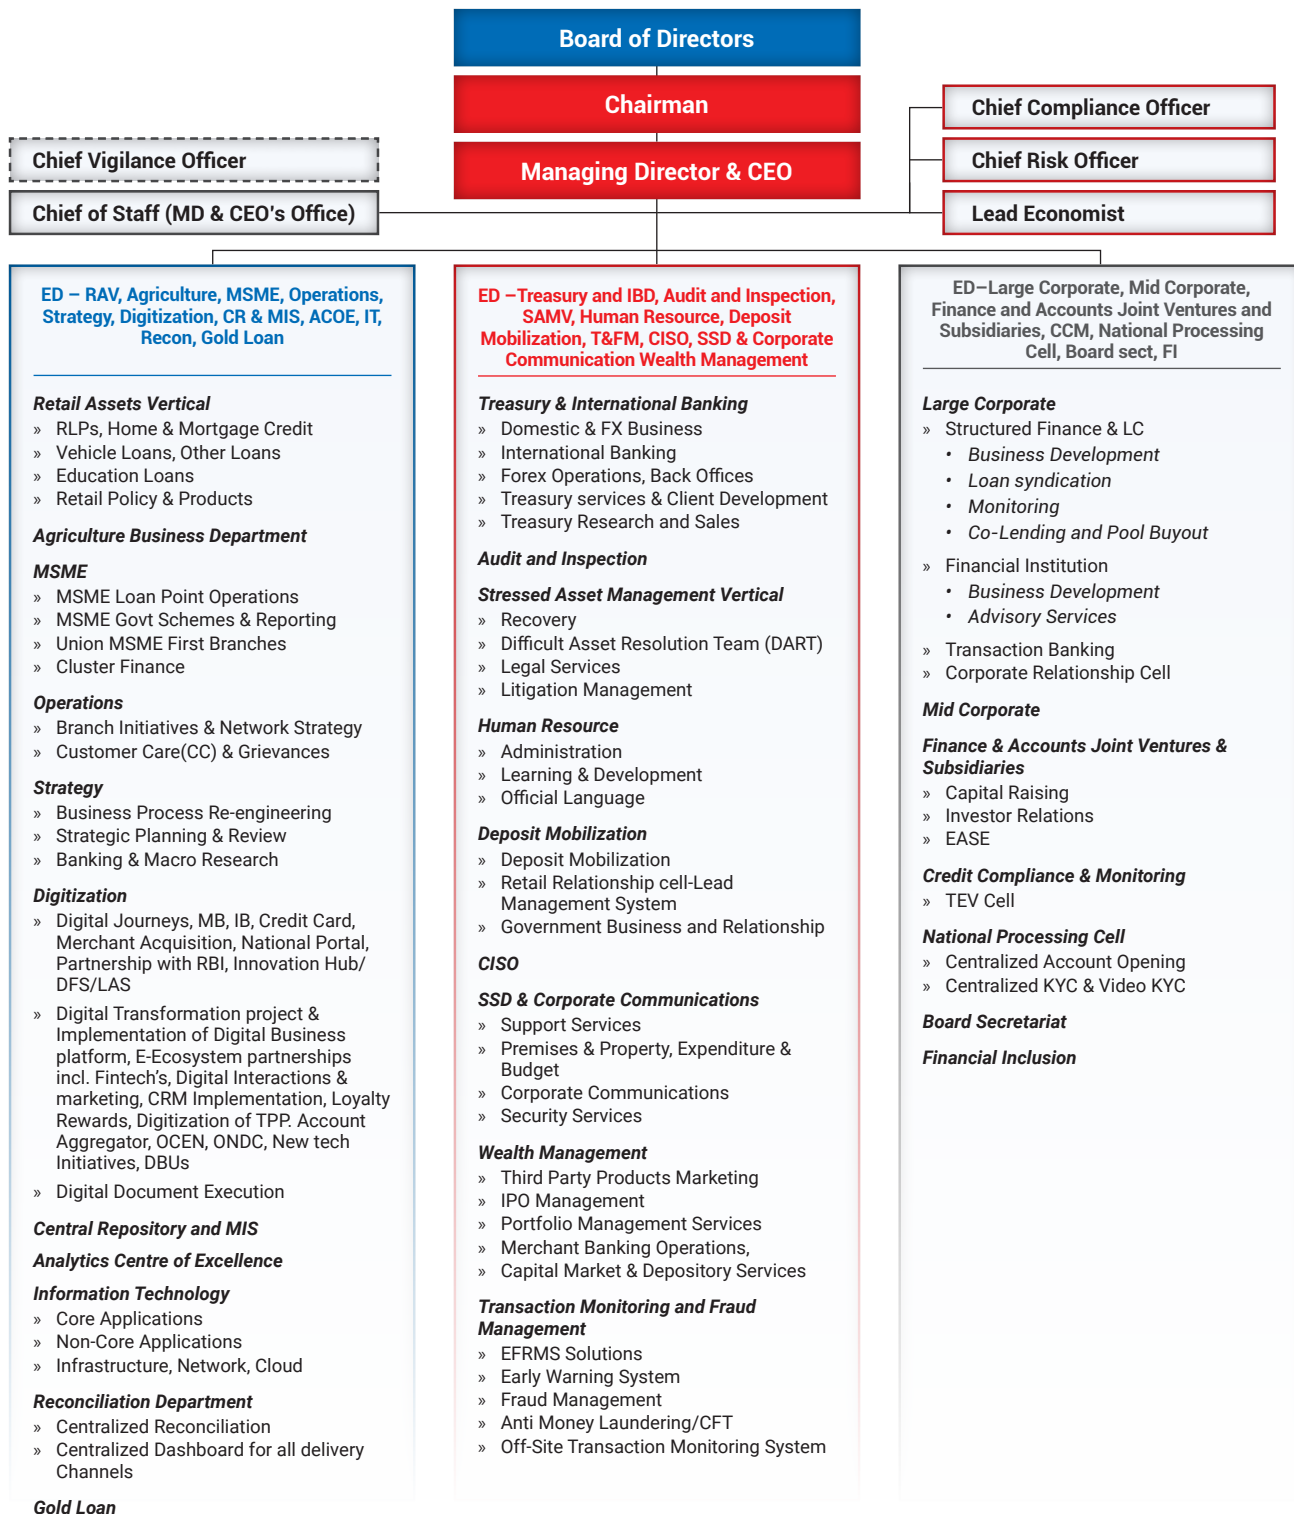 Board of Directors
Chairman
Managing Director & CEO
Chief Compliance Officer
Chief Risk Officer
Lead Economist
Chief Vigilance Officer
Chief of Staff (MD & CEO's Office)
ED – RAV, Agriculture, MSME, Operations,
Strategy, Digitization, CR & MIS, ACOE, IT,
Recon, Gold Loan
Retail Assets Vertical
» RLPs, Home & Mortgage Credit
» Vehicle Loans, Other Loans
» Education Loans
» Retail Policy & Products
Agriculture Business Department
MSME
» MSME Loan Point Operations
» MSME Govt Schemes & Reporting
» Union MSME First Branches
» Cluster Finance
Operations
» Branch Initiatives & Network Strategy
» Customer Care(CC) & Grievances
Strategy
» Business Process Re-engineering
» Strategic Planning & Review
» Banking & Macro Research
Digitization
» Digital Journeys, MB, IB, Credit Card,
Merchant Acquisition, National Portal,
Partnership with RBI, Innovation Hub/
DFS/LAS
» Digital Transformation project &
Implementation of Digital Business
platform, E-Ecosystem partnerships
incl. Fintech's, Digital Interactions &
marketing, CRM Implementation, Loyalty
Rewards, Digitization of TPP. Account
Aggregator, OCEN, ONDC, New tech
Initiatives, DBUs
» Digital Document Execution
Central Repository and MIS
Analytics Centre of Excellence
Information Technology
» Core Applications
» Non-Core Applications
» Infrastructure, Network, Cloud
Reconciliation Department
» Centralized Reconciliation
» Centralized Dashboard for all delivery
Channels
Gold Loan
ED –Treasury and IBD, Audit and Inspection,
SAMV, Human Resource, Deposit
Mobilization, T&FM, CISO, SSD & Corporate
Communication Wealth Management
Treasury & International Banking
» Domestic & FX Business
» International Banking
» Forex Operations, Back Offices
» Treasury services & Client Development
» Treasury Research and Sales
Audit and Inspection
Stressed Asset Management Vertical
» Recovery
» Difficult Asset Resolution Team (DART)
» Legal Services
» Litigation Management
Human Resource
» Administration
» Learning & Development
» Official Language
Deposit Mobilization
» Deposit Mobilization
» Retail Relationship cell-Lead
Management System
» Government Business and Relationship
CISO
SSD & Corporate Communications
» Support Services
» Premises & Property, Expenditure &
Budget
» Corporate Communications
» Security Services
Wealth Management
» Third Party Products Marketing
» IPO Management
» Portfolio Management Services
» Merchant Banking Operations,
» Capital Market & Depository Services
Transaction Monitoring and Fraud
Management
» EFRMS Solutions
» Early Warning System
» Fraud Management
» Anti Money Laundering/CFT
» Off-Site Transaction Monitoring System
ED–Large Corporate, Mid Corporate,
Finance and Accounts Joint Ventures and
Subsidiaries, CCM, National Processing
Cell, Board sect, FI
Large Corporate
» Structured Finance & LC
• Business Development
• Loan syndication
• Monitoring
• Co-Lending and Pool Buyout
» Financial Institution
• Business Development
• Advisory Services
» Transaction Banking
» Corporate Relationship Cell
Mid Corporate
Finance & Accounts Joint Ventures &
Subsidiaries
» Capital Raising
» Investor Relations
» EASE
Credit Compliance & Monitoring
» TEV Cell
National Processing Cell
» Centralized Account Opening
» Centralized KYC & Video KYC
Board Secretariat
Financial Inclusion